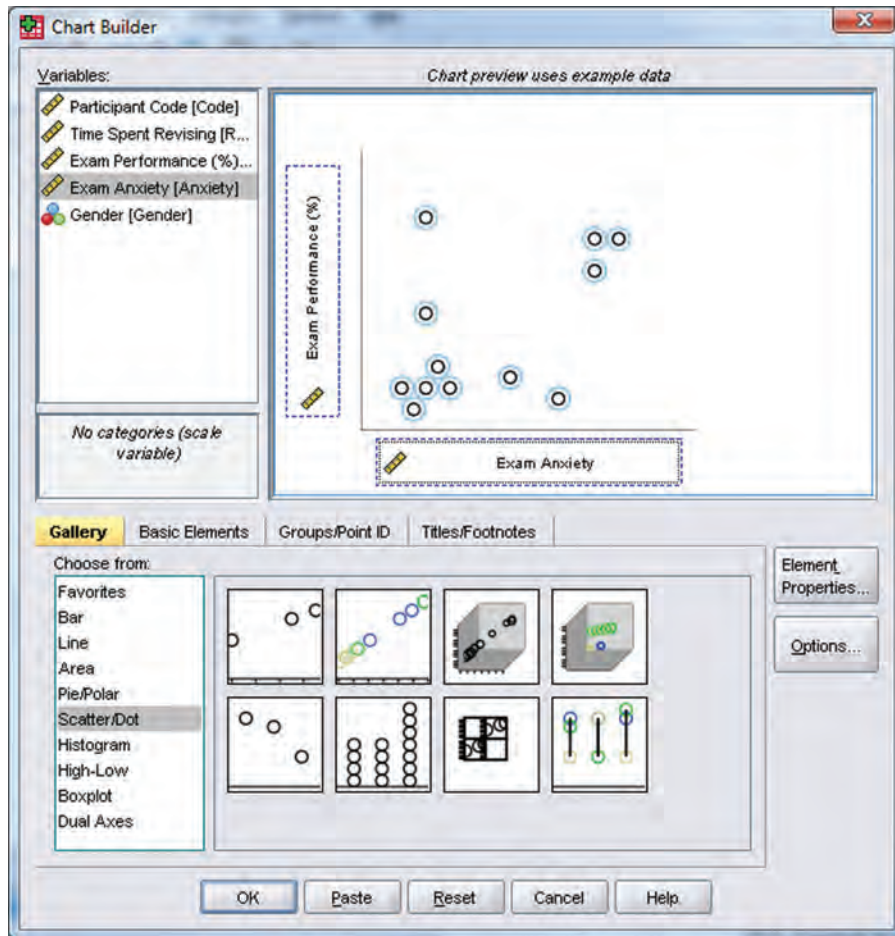 Chart Builder
Variables:
Chart preview uses example data
Participant Code [Code]
Time Spent Revising [R...
Exam Performance (%)...
Exam Anxiety [Anxiety]
Gender [Gender]
No categories (scale
variable)
Exam Performance (%)
Exam Anxiety
Gallery
Basic Elements
Groups/Point ID
Titles/Footnotes
Choose from:
Favorites
Bar
Line
Area
Pie/Polar
Scatter/Dot
Histogram
High-Low
Boxplot
Dual Axes
Element
Properties...
Options...
OK
Paste
Reset
Cancel
Help